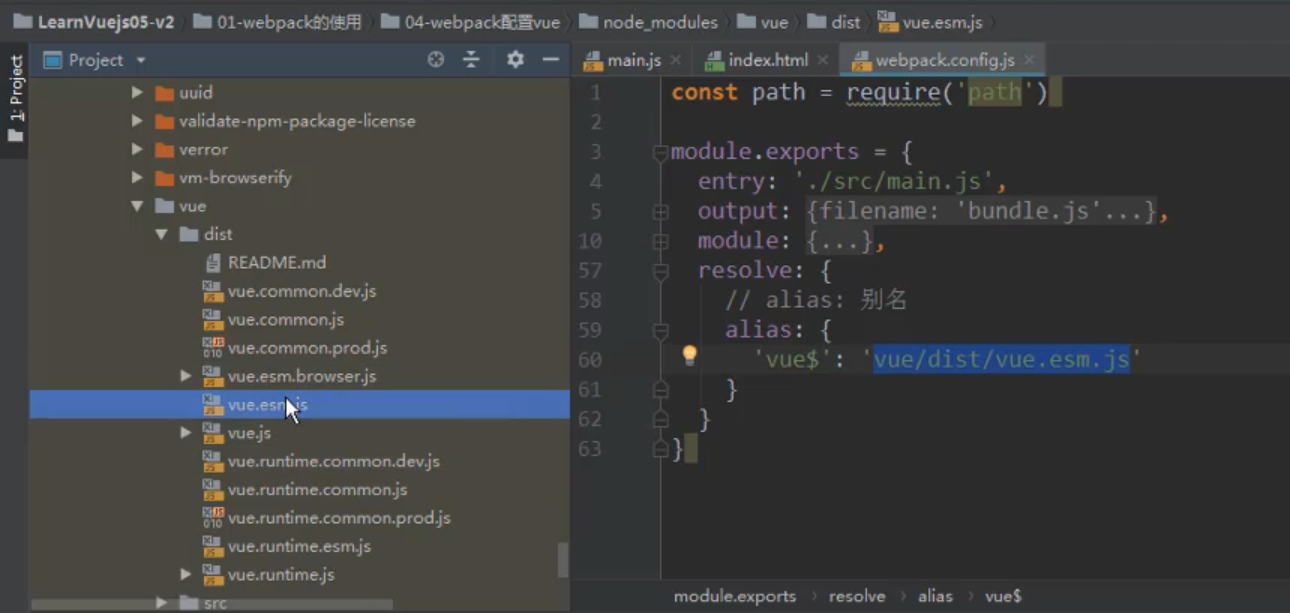 LearnVuejs05-v2 01-webpack的使用 04-webpack配置vue node_modules vue dist vue.esm.js
Project
main.js index.html webpack.config.js
1: Project
uuid
validate-npm-package-license
verror
vm-browserify
vue
dist
README.md
vue.common.dev.js
vue.common.js
vue.common.prod.js
vue.esm.browser.js
vue.esm.js
vue.js
vue.runtime.common.dev.js
vue.runtime.common.js
vue.runtime.common.prod.js
vue.runtime.esm.js
vue.runtime.js
src
1 const path = require('path')
2
3 module.exports = {
4 entry: './src/main.js',
5 output: {filename: 'bundle.js'...},
10 module: {...},
57 resolve: {
58 // alias: 别名
59 alias: {
60 'vue$': 'vue/dist/vue.esm.js'
61 }
62 }
63 }
module.exports › resolve › alias › vue$